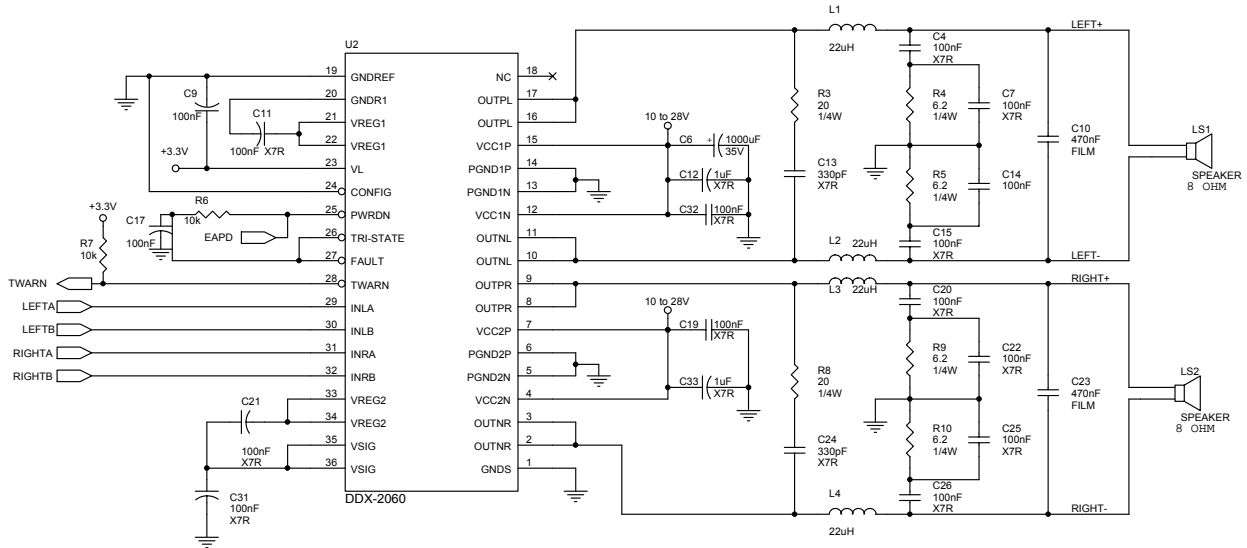 U2
DDX-2060
19 GNDREF
20 GNDR1
21 VREG1
22 VREG1
23 VL
24 CONFIG
25 PWRDN
26 TRI-STATE
27 FAULT
28 TWARN
29 INLA
30 INLB
31 INRA
32 INRB
33 VREG2
34 VREG2
35 VSIG
36 VSIG
NC 18
OUTPL 17
OUTPL 16
VCC1P 15
PGND1P 14
PGND1N 13
VCC1N 12
OUTNL 11
OUTNL 10
OUTPR 9
OUTPR 8
VCC2P 7
PGND2P 6
PGND2N 5
VCC2N 4
OUTNR 3
OUTNR 2
GNDS 1
C9
100nF
C11
100nF X7R
+3.3V
R6
10k
C17
100nF
EAPD
+3.3V
R7
10k
TWARN
LEFTA
LEFTB
RIGHTA
RIGHTB
C21
100nF
X7R
C31
100nF
X7R
10 to 28V
C6
+
1000uF
35V
C12
1uF
X7R
C32
100nF
X7R
10 to 28V
C19
100nF
X7R
C33
1uF
X7R
L1
22uH
R3
20
1/4W
C13
330pF
X7R
L2 22uH
C4
100nF
X7R
R4
6.2
1/4W
C7
100nF
X7R
R5
6.2
1/4W
C14
100nF
C15
100nF
X7R
C10
470nF
FILM
LEFT+
LEFT-
LS1
SPEAKER
8 OHM
L3 22uH
R8
20
1/4W
C24
330pF
X7R
L4
22uH
C20
100nF
X7R
R9
6.2
1/4W
C22
100nF
X7R
R10
6.2
1/4W
C25
100nF
X7R
C26
100nF
X7R
C23
470nF
FILM
RIGHT+
RIGHT-
LS2
SPEAKER
8 OHM